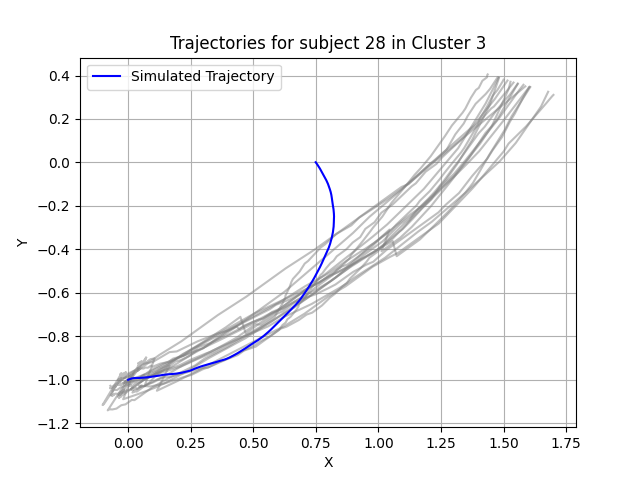 Trajectories for subject 28 in Cluster 3
Simulated Trajectory
Y
0.4
0.2
0.0
−0.2
−0.4
−0.6
−0.8
−1.0
−1.2
0.00 0.25 0.50 0.75 1.00 1.25 1.50 1.75
X